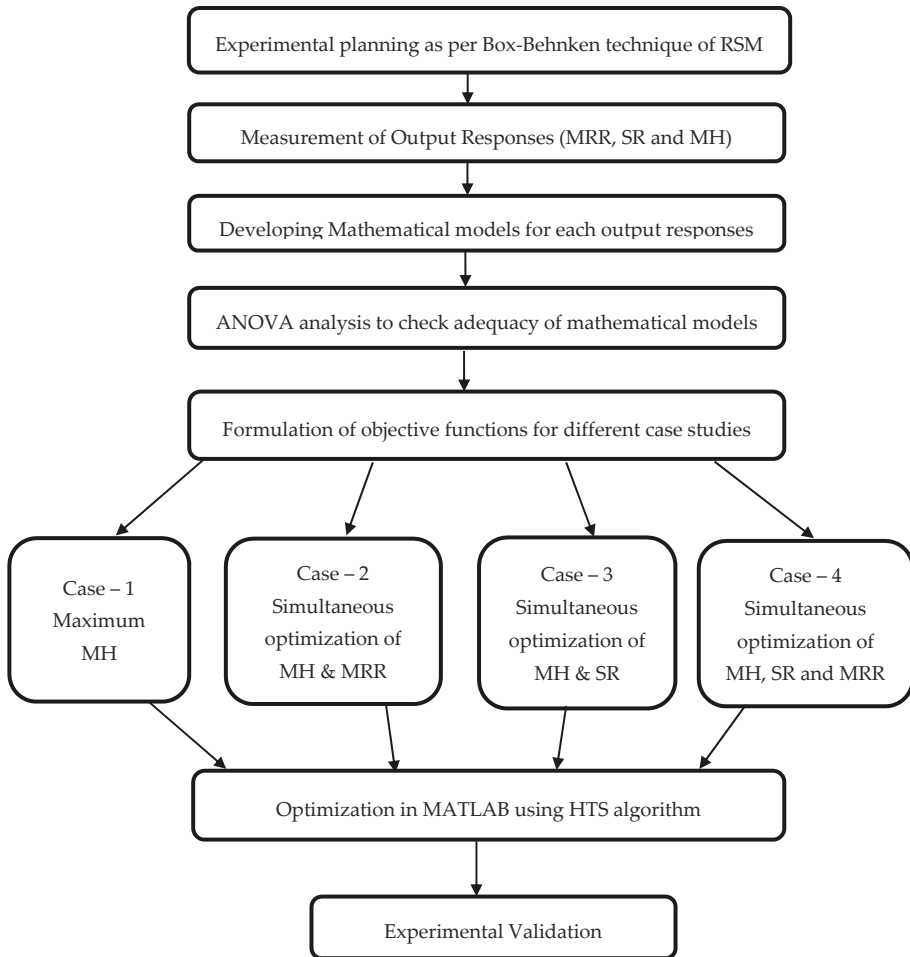 Experimental planning as per Box-Behnken technique of RSM
Measurement of Output Responses (MRR, SR and MH)
Developing Mathematical models for each output responses
ANOVA analysis to check adequacy of mathematical models
Formulation of objective functions for different case studies
Case – 1
Maximum
MH
Case – 2
Simultaneous
optimization of
MH & MRR
Case – 3
Simultaneous
optimization of
MH & SR
Case – 4
Simultaneous
optimization of
MH, SR and MRR
Optimization in MATLAB using HTS algorithm
Experimental Validation